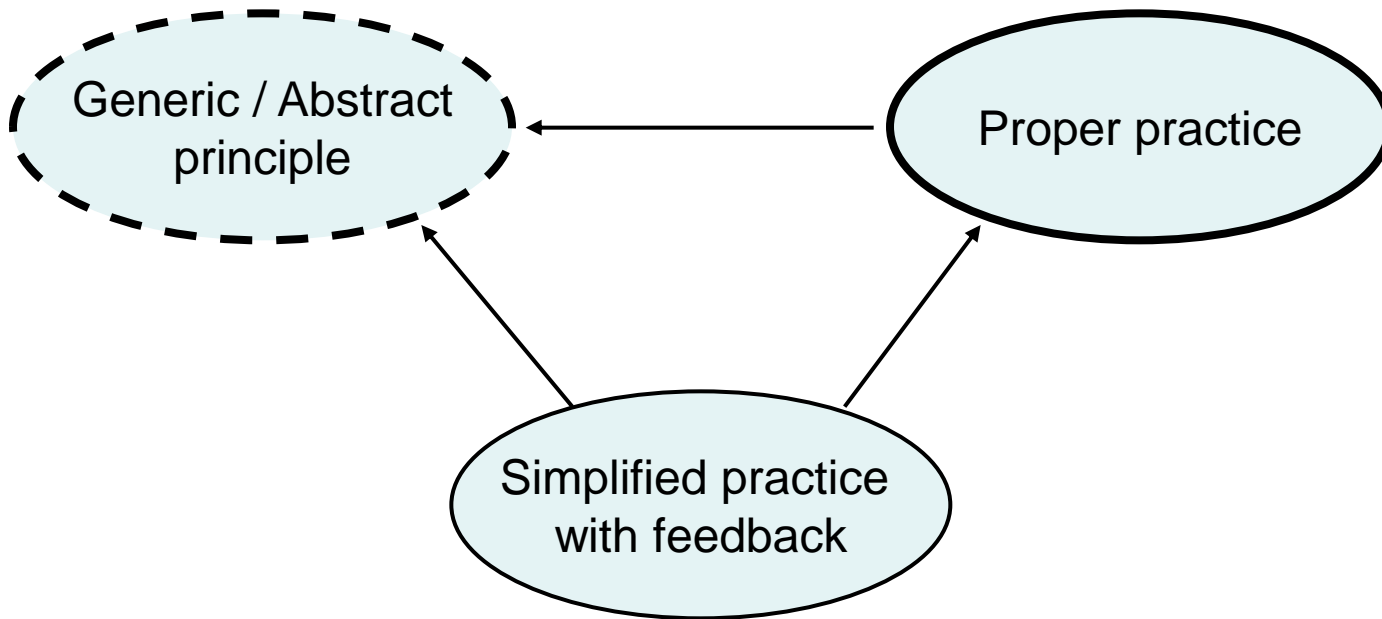 Generic / Abstract
principle
Proper practice
Simplified practice
with feedback